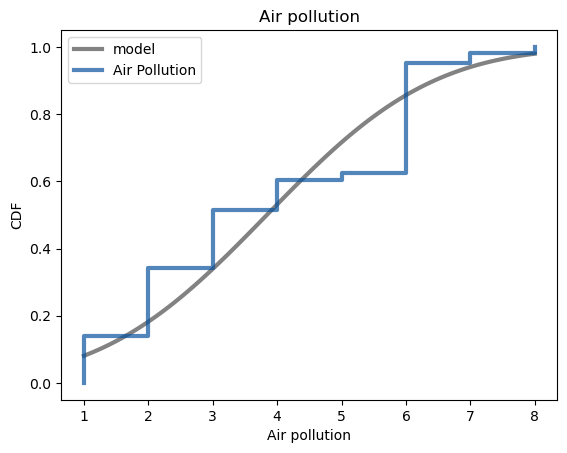 Air pollution
model
Air Pollution
1.0
0.8
0.6
0.4
0.2
0.0
CDF
1 2 3 4 5 6 7 8
Air pollution